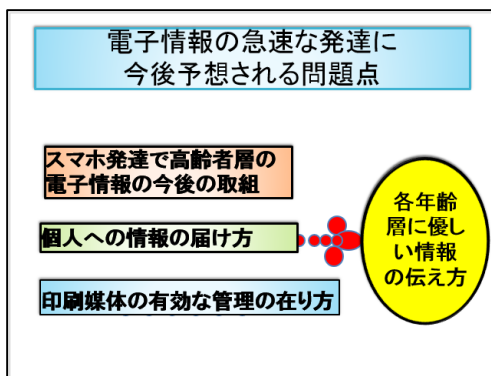 電子情報の急速な発達に
今後予想される問題点
スマホ発達で高齢者層の
電子情報の今後の取組
個人への情報の届け方
印刷媒体の有効な管理の在り方
各年齢
層に優し
い情報
の伝え方